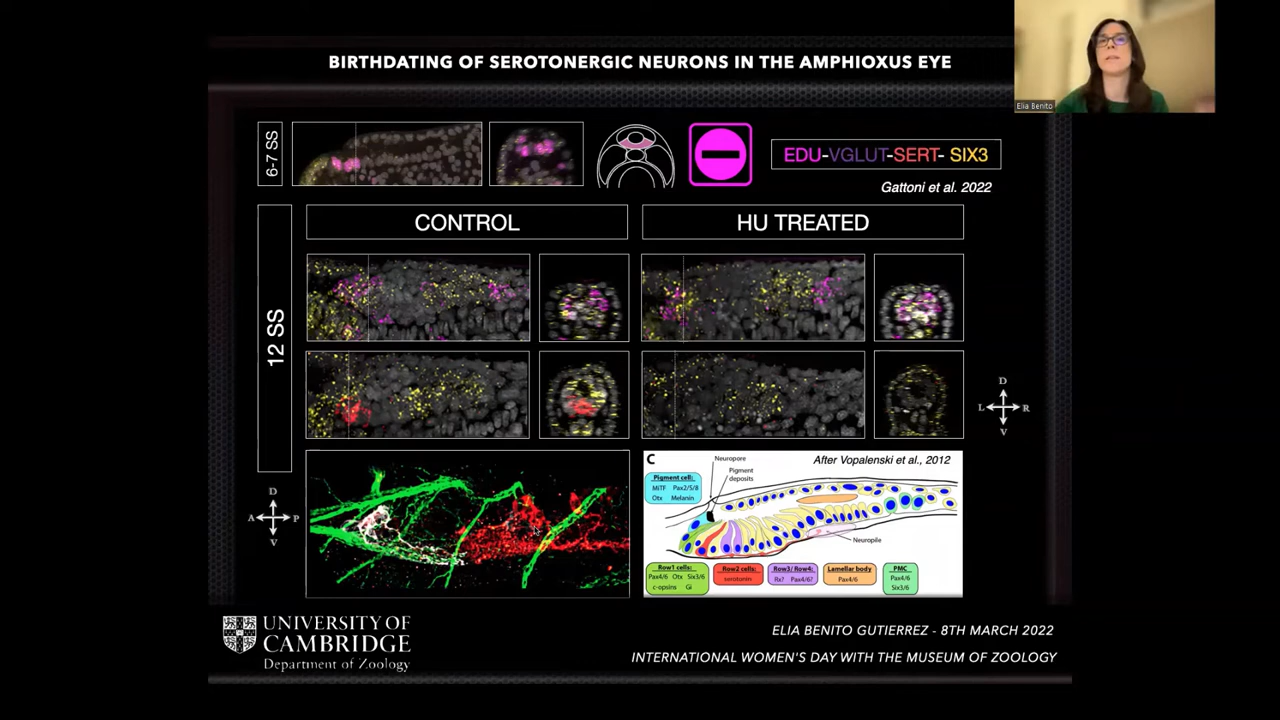 BIRTHDATING OF SEROTONERGIC NEURONS IN THE AMPHIOXUS EYE
Elia Benito
6-7 SS
EDU-VGLUT-SERT- SIX3
Gattoni et al. 2022
CONTROL
HU TREATED
12 SS
D
L R
V
D
A P
V
C
After Vopalenski et al., 2012
Neuropore
Pigment
deposits
Pigment cell:
MiTF Pax2/5/8
Otx Melanin
Neuropile
Row1 cells:
Pax4/6 Otx Six3/6
c-opsins Gi
Row2 cells:
serotonin
Row3/ Row4:
Rx? Pax4/6?
Lamellar body
Pax4/6
PMC
Pax4/6
Six3/6
UNIVERSITY OF
CAMBRIDGE
Department of Zoology
ELIA BENITO GUTIERREZ - 8TH MARCH 2022
INTERNATIONAL WOMEN'S DAY WITH THE MUSEUM OF ZOOLOGY